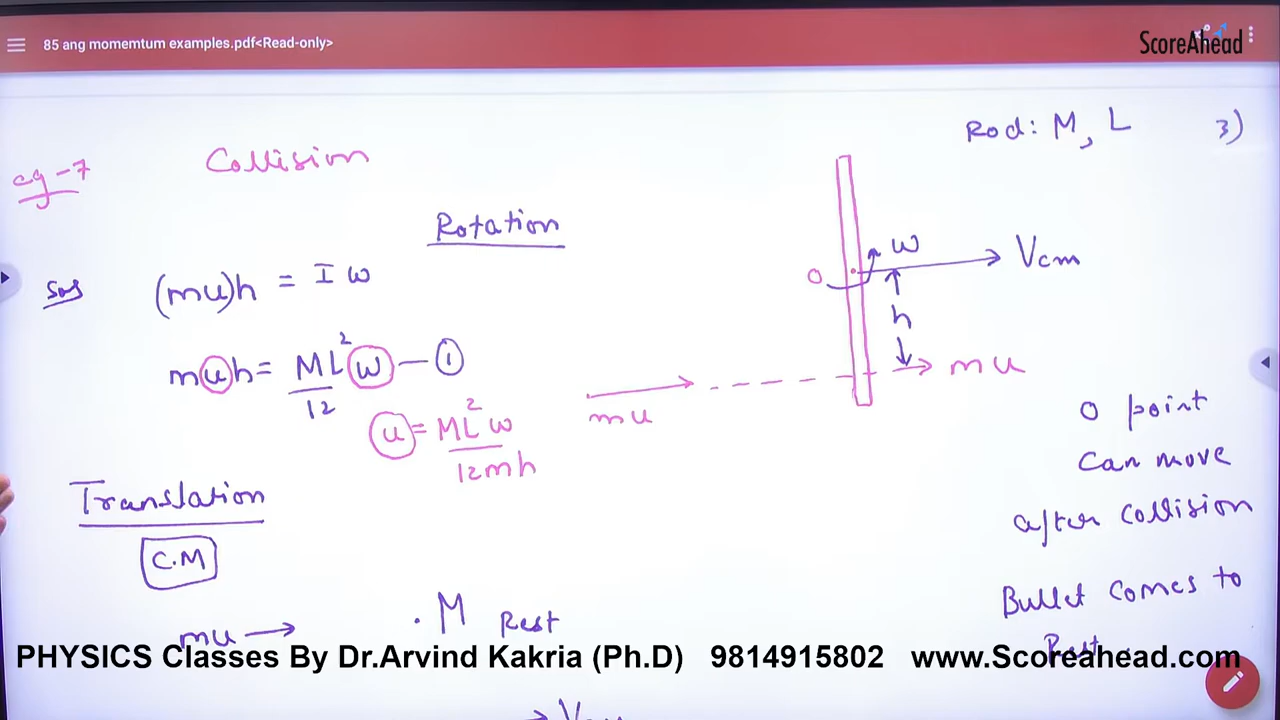 85 ang momemtum examples.pdf<Read-only>
ScoreAhead
Rod: M, L 3)
eg-7 Collision
Rotation
ω
O
Vcm
h
Sol (mu)h = I ω
muh = ML²ω — ①
12
mu
mu
u = ML²ω
12mh
O point
Can move
after Collision
Bullet comes to
Rest
Translation
C.M
mu → . M Rest
PHYSICS Classes By Dr.Arvind Kakria (Ph.D) 9814915802 www.Scoreahead.com